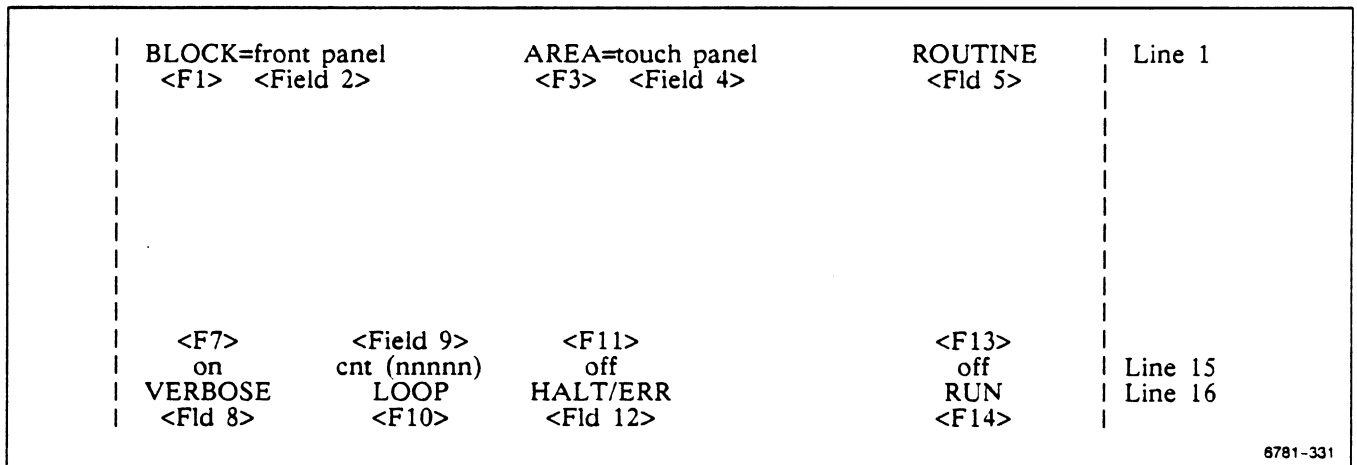 BLOCK=front panel AREA=touch panel ROUTINE Line 1
<F1> <Field 2> <F3> <Field 4> <Fld 5>
<F7> <Field 9> <F11> <F13>
on cnt (nnnnn) off off Line 15
VERBOSE LOOP HALT/ERR RUN Line 16
<Fld 8> <F10> <Fld 12> <F14>
6781-331